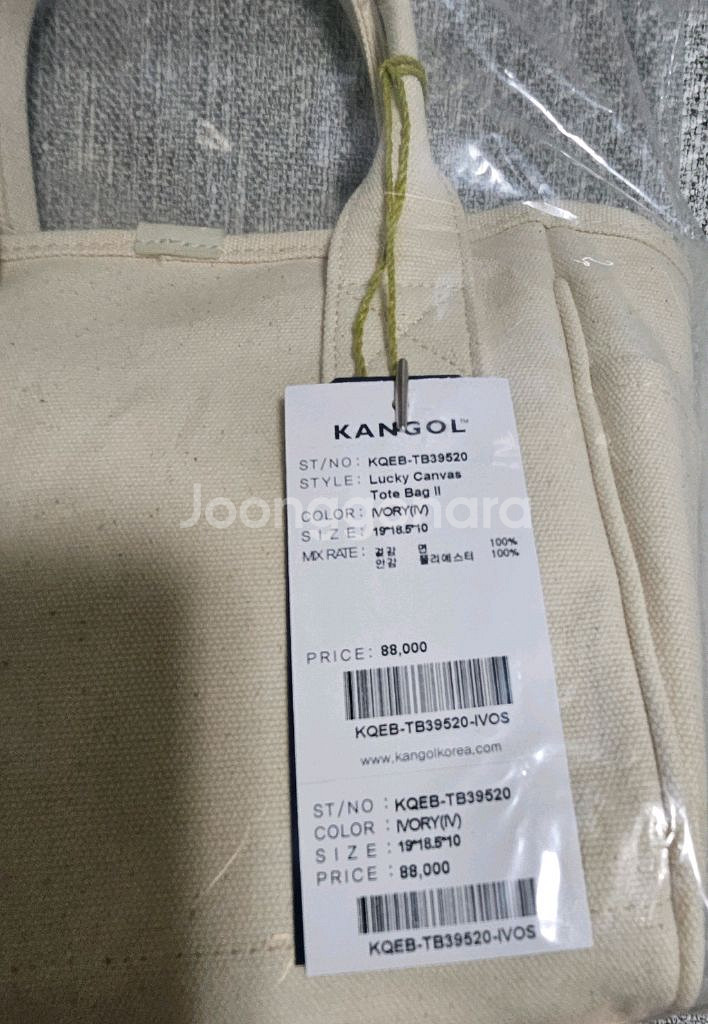 KANGOL™
ST/NO : KQEB-TB39520
STYLE : Lucky Canvas
Tote Bag II
COLOR : IVORY(IV)
SIZE : 19*18.5*10
MIX RATE : 겉감 면 100%
안감 폴리에스터 100%
Joonggonara
PRICE : 88,000
KQEB-TB39520-IVOS
www.kangolkorea.com
ST/NO : KQEB-TB39520
COLOR : IVORY(IV)
SIZE : 19*18.5*10
PRICE : 88,000
KQEB-TB39520-IVOS